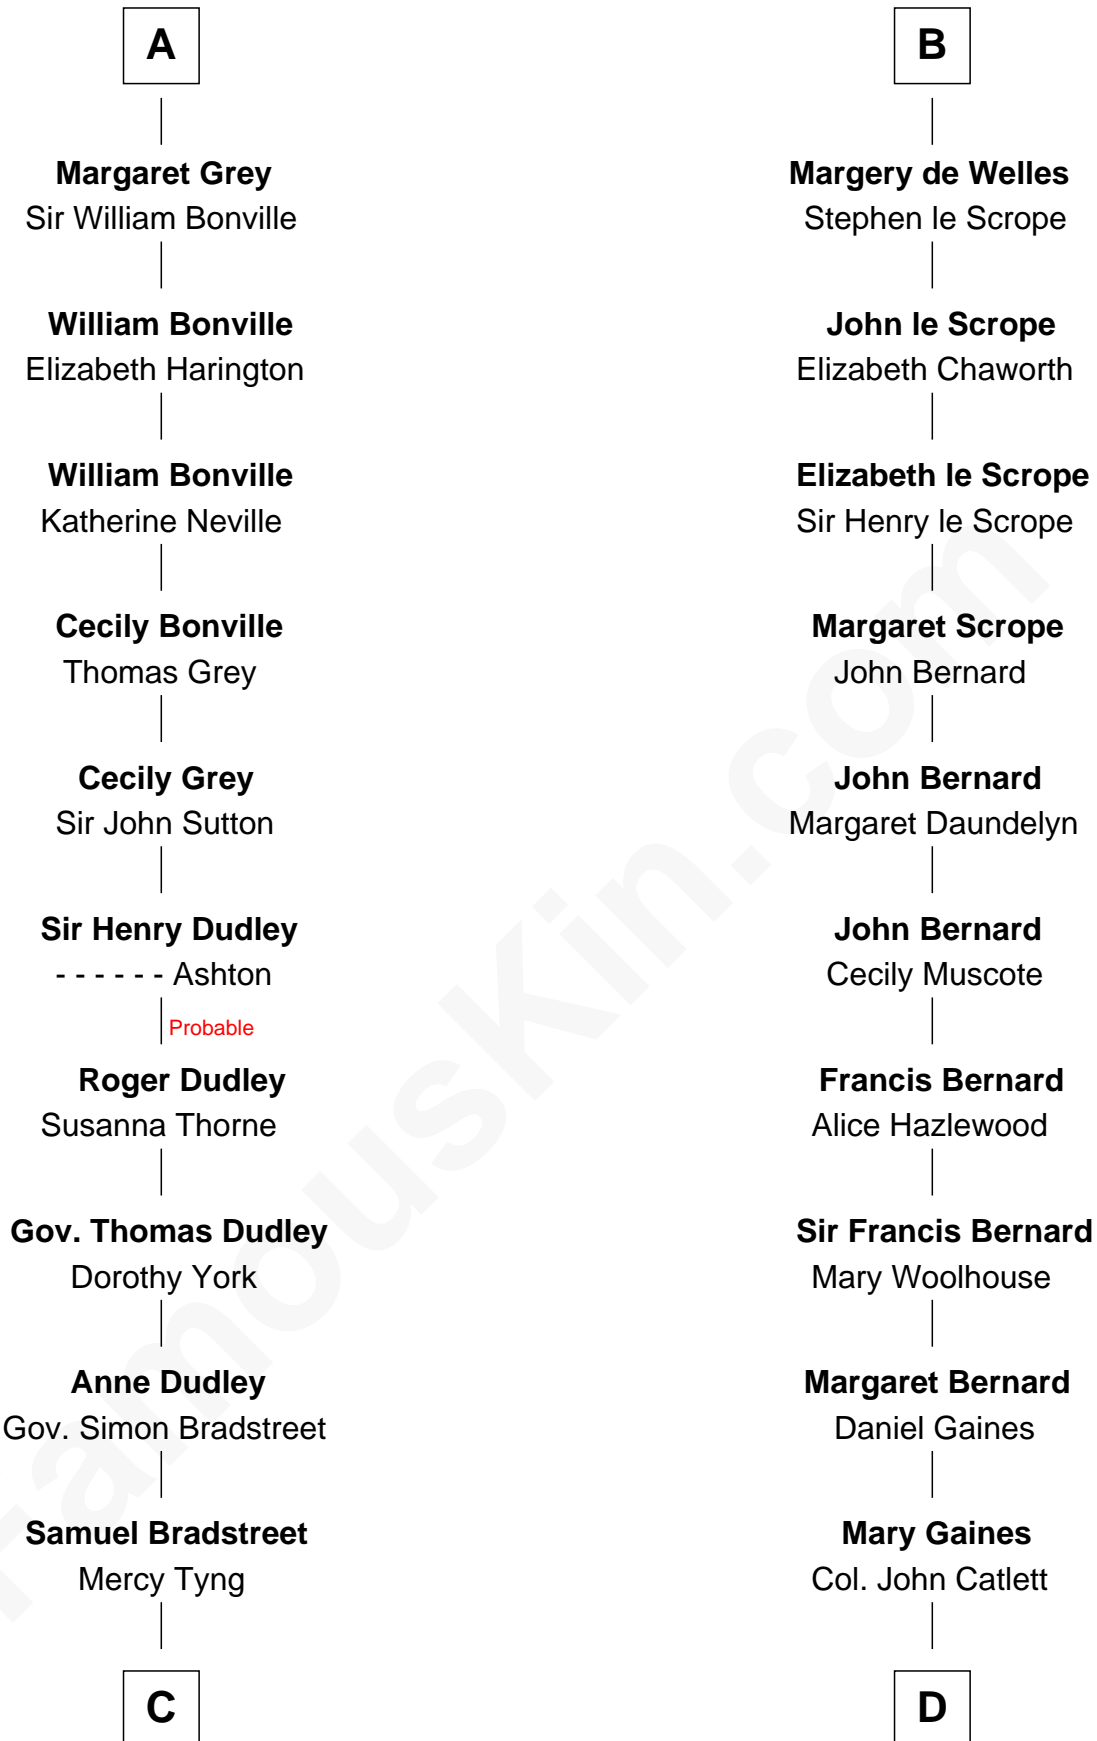 A
Margaret Grey
Sir William Bonville
William Bonville
Elizabeth Harington
William Bonville
Katherine Neville
Cecily Bonville
Thomas Grey
Cecily Grey
Sir John Sutton
Sir Henry Dudley
- - - - - - Ashton
Probable
Roger Dudley
Susanna Thorne
Gov. Thomas Dudley
Dorothy York
Anne Dudley
Gov. Simon Bradstreet
Samuel Bradstreet
Mercy Tyng
C
B
Margery de Welles
Stephen le Scrope
John le Scrope
Elizabeth Chaworth
Elizabeth le Scrope
Sir Henry le Scrope
Margaret Scrope
John Bernard
John Bernard
Margaret Daundelyn
John Bernard
Cecily Muscote
Francis Bernard
Alice Hazlewood
Sir Francis Bernard
Mary Woolhouse
Margaret Bernard
Daniel Gaines
Mary Gaines
Col. John Catlett
D
FamousKin.com